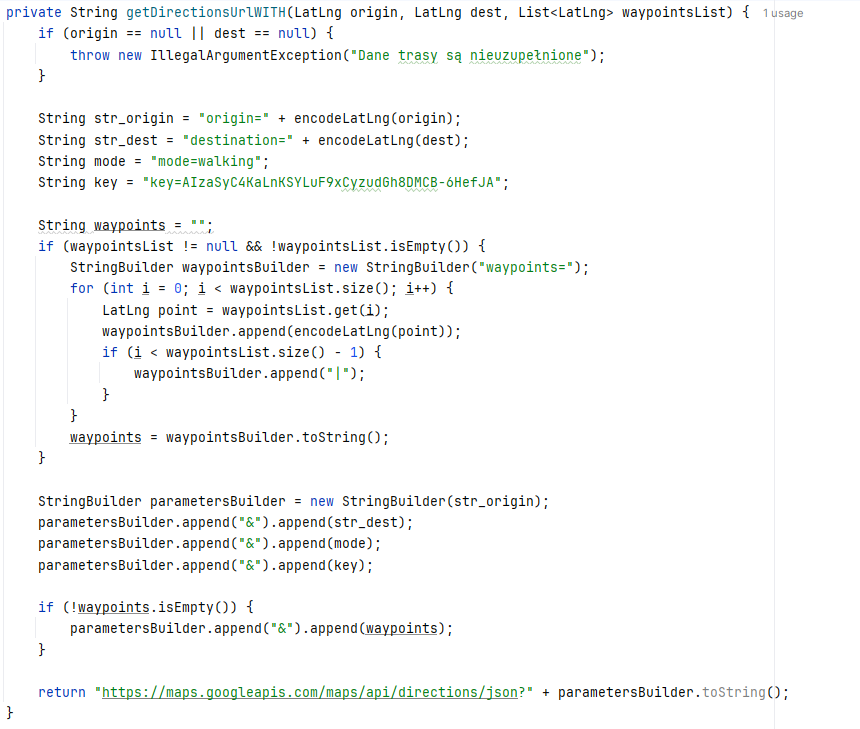 private String getDirectionsUrlWITH(LatLng origin, LatLng dest, List<LatLng> waypointsList) { 1 usage
if (origin == null || dest == null) {
throw new IllegalArgumentException("Dane trasy są nieuzupełnione");
}
String str_origin = "origin=" + encodeLatLng(origin);
String str_dest = "destination=" + encodeLatLng(dest);
String mode = "mode=walking";
String key = "key=AIzaSyC4KaLnKSYLuF9xCyzudGh8DMCB-6HefJA";
String waypoints = "";
if (waypointsList != null && !waypointsList.isEmpty()) {
StringBuilder waypointsBuilder = new StringBuilder("waypoints=");
for (int i = 0; i < waypointsList.size(); i++) {
LatLng point = waypointsList.get(i);
waypointsBuilder.append(encodeLatLng(point));
if (i < waypointsList.size() - 1) {
waypointsBuilder.append("|");
}
}
waypoints = waypointsBuilder.toString();
}
StringBuilder parametersBuilder = new StringBuilder(str_origin);
parametersBuilder.append("&").append(str_dest);
parametersBuilder.append("&").append(mode);
parametersBuilder.append("&").append(key);
if (!waypoints.isEmpty()) {
parametersBuilder.append("&").append(waypoints);
}
return "https://maps.googleapis.com/maps/api/directions/json?" + parametersBuilder.toString();
}